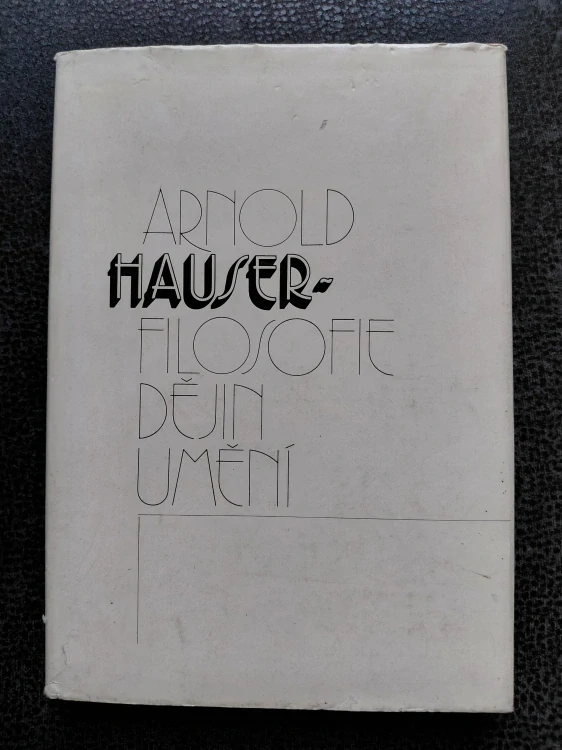 ARNOLD
HAUSER-
FILOSOFIE
DĚJIN
UMĚNÍ